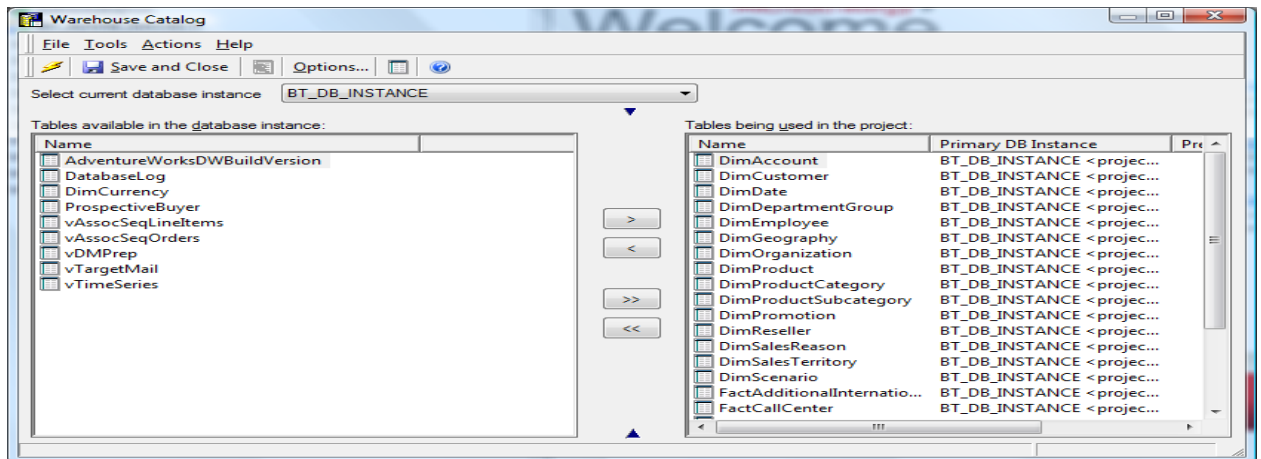 Warehouse Catalog
File Tools Actions Help
Save and Close Options...
Select current database instance BT_DB_INSTANCE
Tables available in the database instance:
Name
AdventureWorksDWBuildVersion
DatabaseLog
DimCurrency
ProspectiveBuyer
vAssocSeqLineItems
vAssocSeqOrders
vDMPrep
vTargetMail
vTimeSeries
>
<
>>
<<
Tables being used in the project:
Name Primary DB Instance Pre
DimAccount BT_DB_INSTANCE <projec...
DimCustomer BT_DB_INSTANCE <projec...
DimDate BT_DB_INSTANCE <projec...
DimDepartmentGroup BT_DB_INSTANCE <projec...
DimEmployee BT_DB_INSTANCE <projec...
DimGeography BT_DB_INSTANCE <projec...
DimOrganization BT_DB_INSTANCE <projec...
DimProduct BT_DB_INSTANCE <projec...
DimProductCategory BT_DB_INSTANCE <projec...
DimProductSubcategory BT_DB_INSTANCE <projec...
DimPromotion BT_DB_INSTANCE <projec...
DimReseller BT_DB_INSTANCE <projec...
DimSalesReason BT_DB_INSTANCE <projec...
DimSalesTerritory BT_DB_INSTANCE <projec...
DimScenario BT_DB_INSTANCE <projec...
FactAdditionalInternatio... BT_DB_INSTANCE <projec...
FactCallCenter BT_DB_INSTANCE <projec...